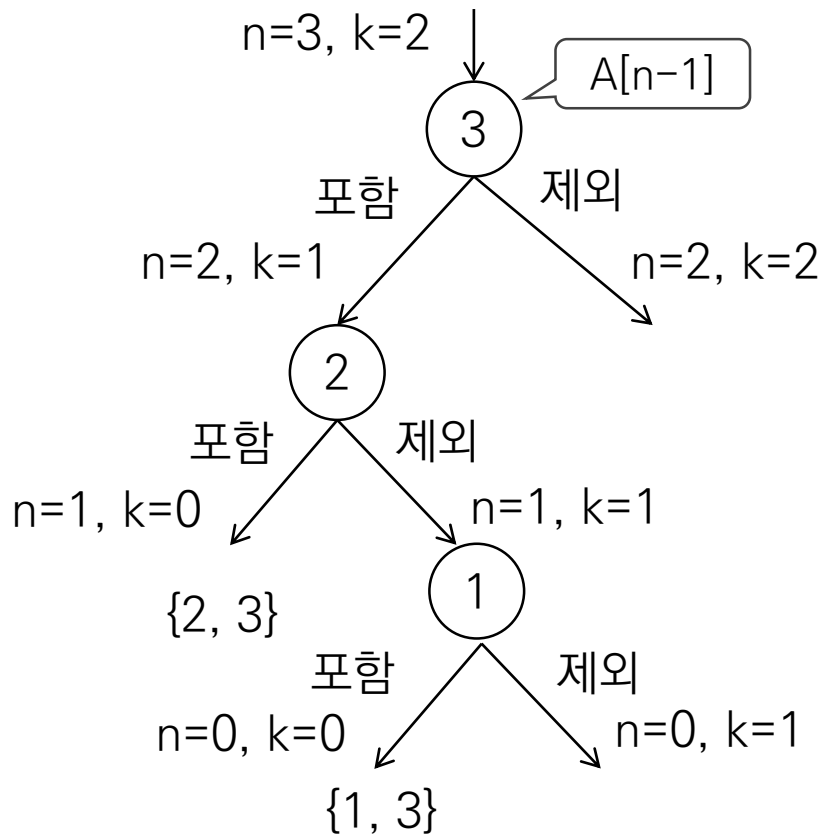 n=3, k=2
A[n-1]
3
포함
제외
n=2, k=1
n=2, k=2
2
포함
제외
n=1, k=0
n=1, k=1
1
{2, 3}
포함
제외
n=0, k=0
n=0, k=1
{1, 3}